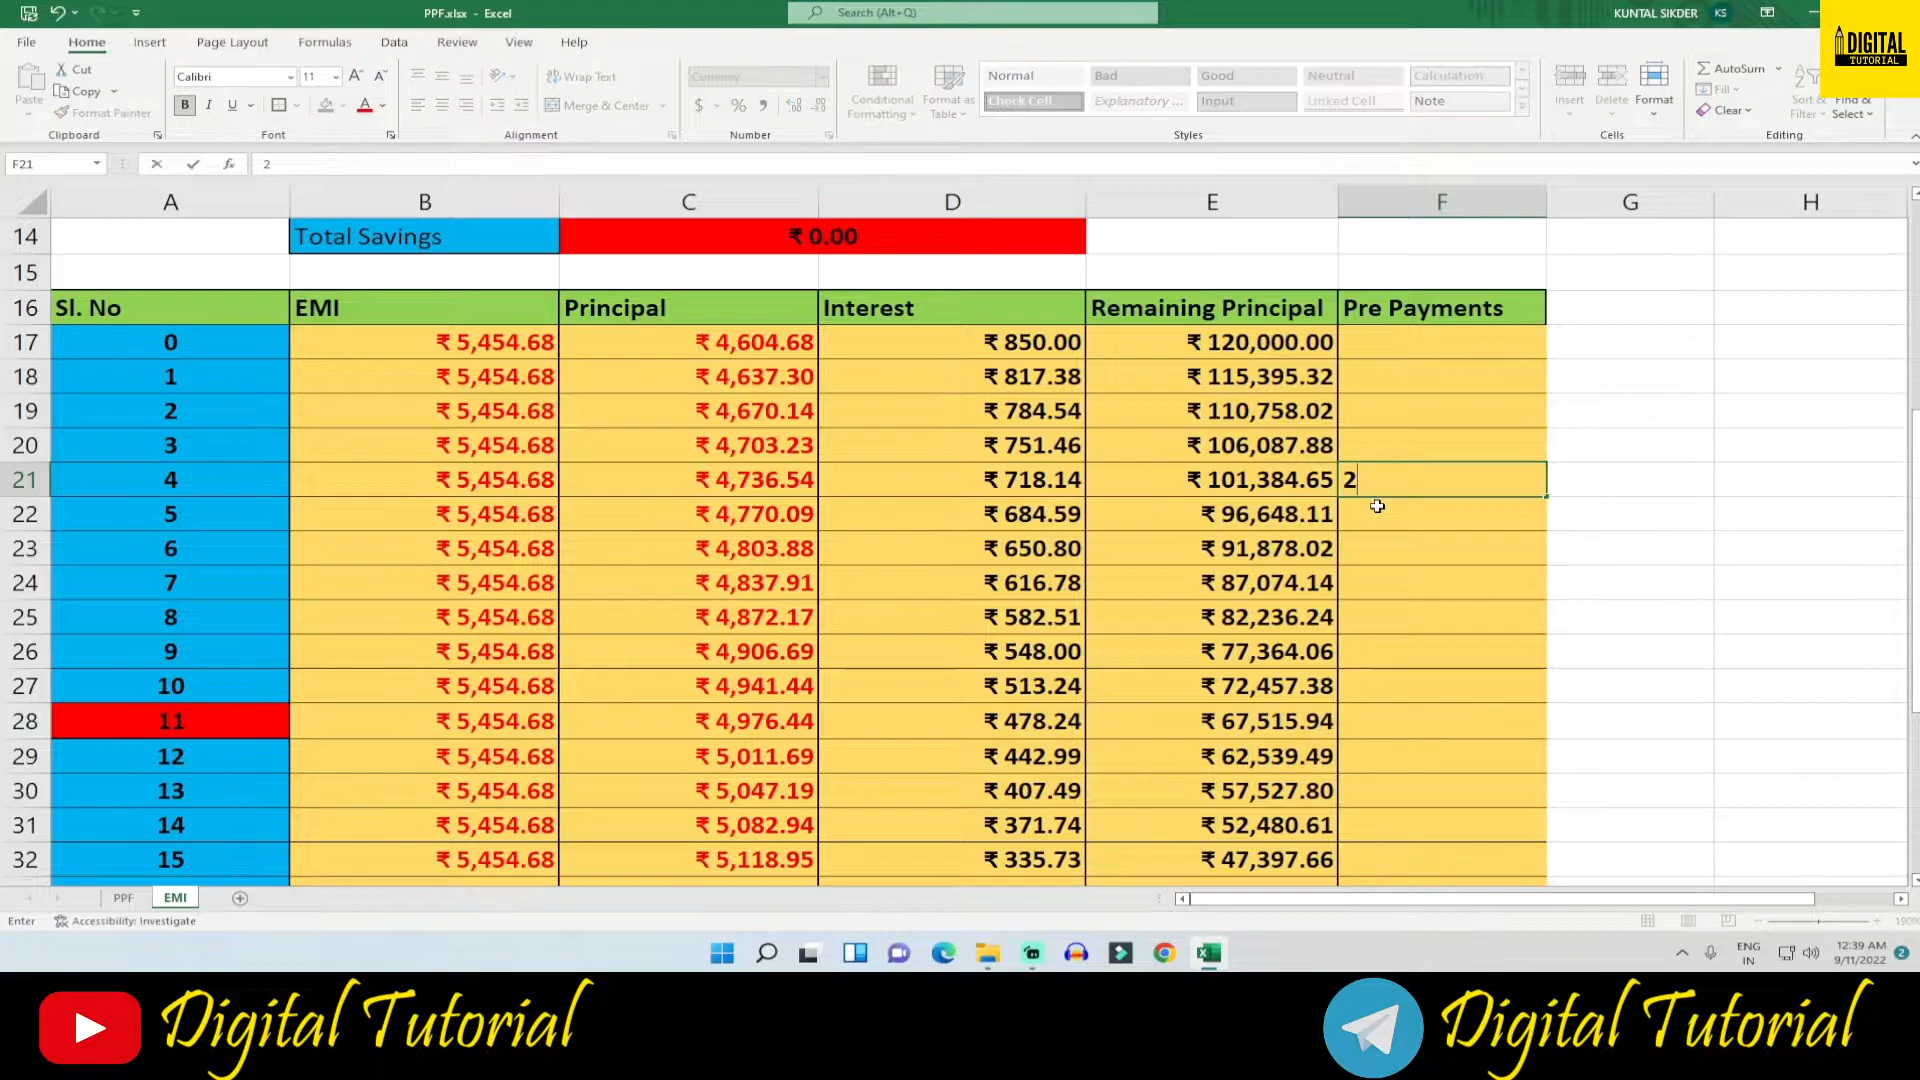 PPF.xlsx - Excel
Search (Alt+Q)
KUNTAL SIKDER KS
DIGITAL
TUTORIAL
File Home Insert Page Layout Formulas Data Review View Help
Paste
Cut
Copy
Format Painter
Clipboard
Calibri 11
B I U
Font
Wrap Text
Merge & Center
Alignment
Currency
Number
Conditional
Formatting
Format as
Table
Normal Bad Good Neutral Calculation
Check Cell Explanatory ... Input Linked Cell Note
Styles
Insert Delete Format
Cells
AutoSum
Fill
Clear
Sort &
Filter
Find &
Select
Editing
F21 fx 2
A B C D E F G H
14 Total Savings ₹ 0.00
15
16 Sl. No EMI Principal Interest Remaining Principal Pre Payments
17 0 ₹ 5,454.68 ₹ 4,604.68 ₹ 850.00 ₹ 120,000.00
18 1 ₹ 5,454.68 ₹ 4,637.30 ₹ 817.38 ₹ 115,395.32
19 2 ₹ 5,454.68 ₹ 4,670.14 ₹ 784.54 ₹ 110,758.02
20 3 ₹ 5,454.68 ₹ 4,703.23 ₹ 751.46 ₹ 106,087.88
21 4 ₹ 5,454.68 ₹ 4,736.54 ₹ 718.14 ₹ 101,384.65 2
22 5 ₹ 5,454.68 ₹ 4,770.09 ₹ 684.59 ₹ 96,648.11
23 6 ₹ 5,454.68 ₹ 4,803.88 ₹ 650.80 ₹ 91,878.02
24 7 ₹ 5,454.68 ₹ 4,837.91 ₹ 616.78 ₹ 87,074.14
25 8 ₹ 5,454.68 ₹ 4,872.17 ₹ 582.51 ₹ 82,236.24
26 9 ₹ 5,454.68 ₹ 4,906.69 ₹ 548.00 ₹ 77,364.06
27 10 ₹ 5,454.68 ₹ 4,941.44 ₹ 513.24 ₹ 72,457.38
28 11 ₹ 5,454.68 ₹ 4,976.44 ₹ 478.24 ₹ 67,515.94
29 12 ₹ 5,454.68 ₹ 5,011.69 ₹ 442.99 ₹ 62,539.49
30 13 ₹ 5,454.68 ₹ 5,047.19 ₹ 407.49 ₹ 57,527.80
31 14 ₹ 5,454.68 ₹ 5,082.94 ₹ 371.74 ₹ 52,480.61
32 15 ₹ 5,454.68 ₹ 5,118.95 ₹ 335.73 ₹ 47,397.66
PPF EMI
Enter Accessibility: Investigate 190%
ENG
IN
12:39 AM
9/11/2022
2
Digital Tutorial
Digital Tutorial